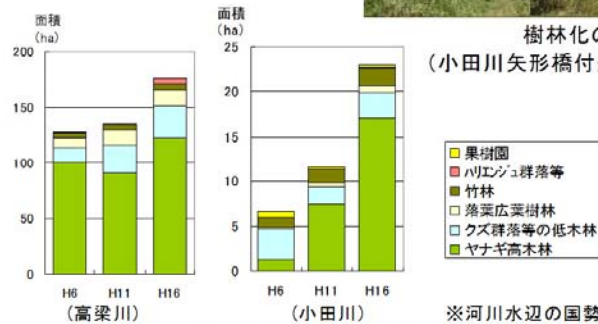 樹林化の
(小田川矢形橋付
面積
(ha)
200
150
100
50
0
H6
H11
H16
(高梁川)
面積
(ha)
25
20
15
10
5
0
H6
H11
H16
(小田川)
果樹園
ハリエンジュ群落等
竹林
落葉広葉樹林
クズ群落等の低木林
ヤナギ高木林
※河川水辺の国勢